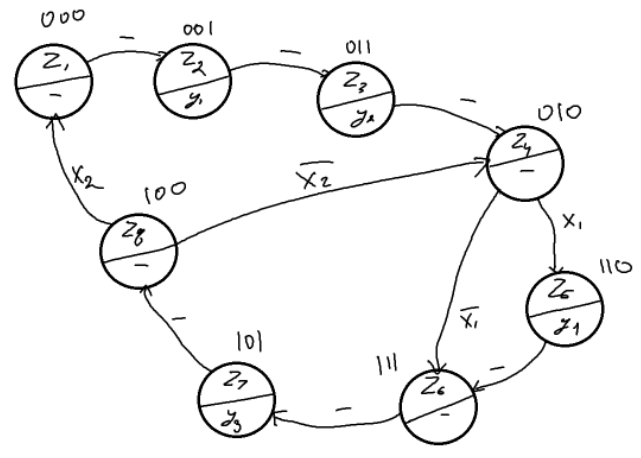 000
Z₁
-
-
001
Z₂
y₁
-
011
Z₃
y₂
-
010
Z₄
-
X₁
110
Z₅
y₁
-
X̅₁
111
Z₆
-
-
101
Z₇
y₃
-
100
Z₈
-
X₂
X̅₂